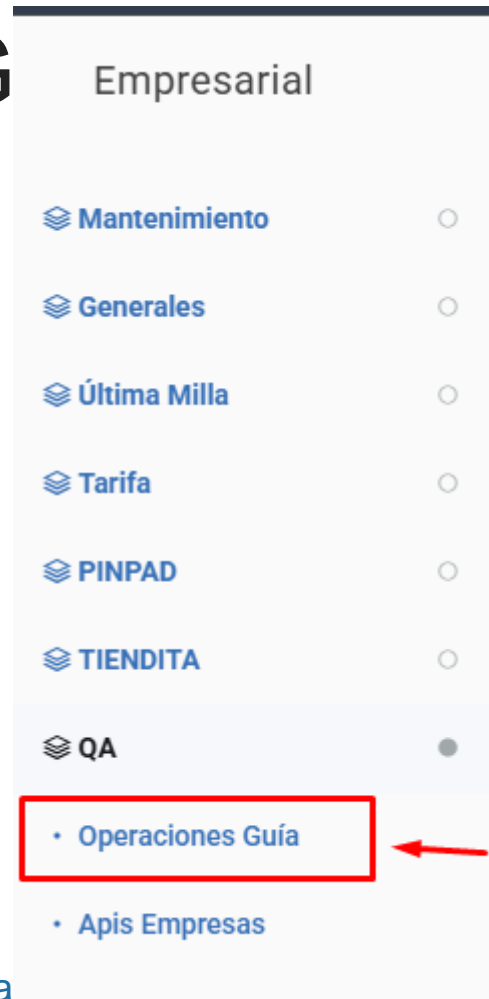 G
Empresarial
Mantenimiento
Generales
Última Milla
Tarifa
PINPAD
TIENDITA
QA
• Operaciones Guía
• Apis Empresas
a